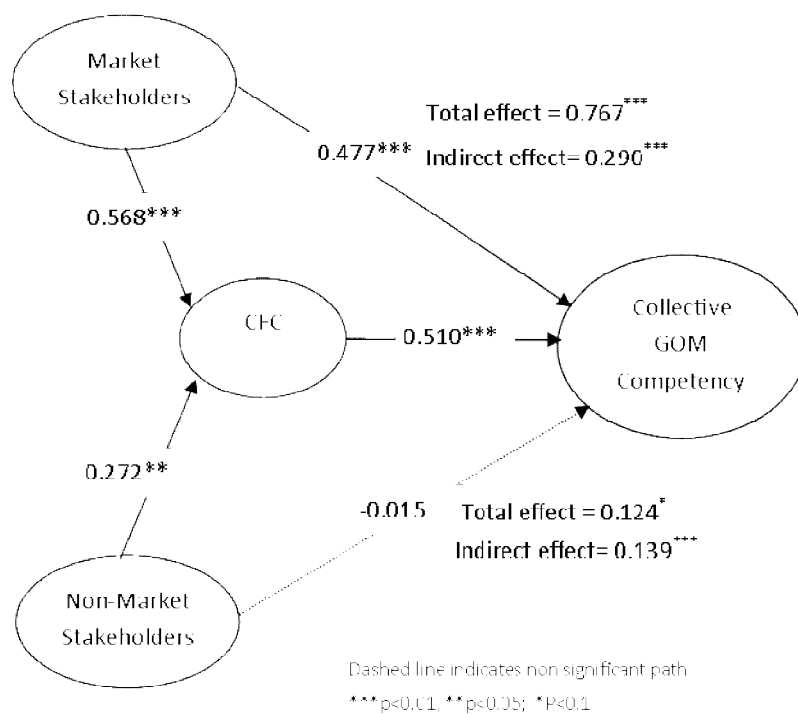 Market
Stakeholders
Total effect = 0.767***
0.477***
Indirect effect= 0.290***
0.568***
CFC
0.510***
Collective
GOM
Competency
0.272**
-0.015
Total effect = 0.124*
Indirect effect= 0.139***
Non-Market
Stakeholders
Dashed line indicates non significant path
***p<0.01, **p<0.05; *P<0.1